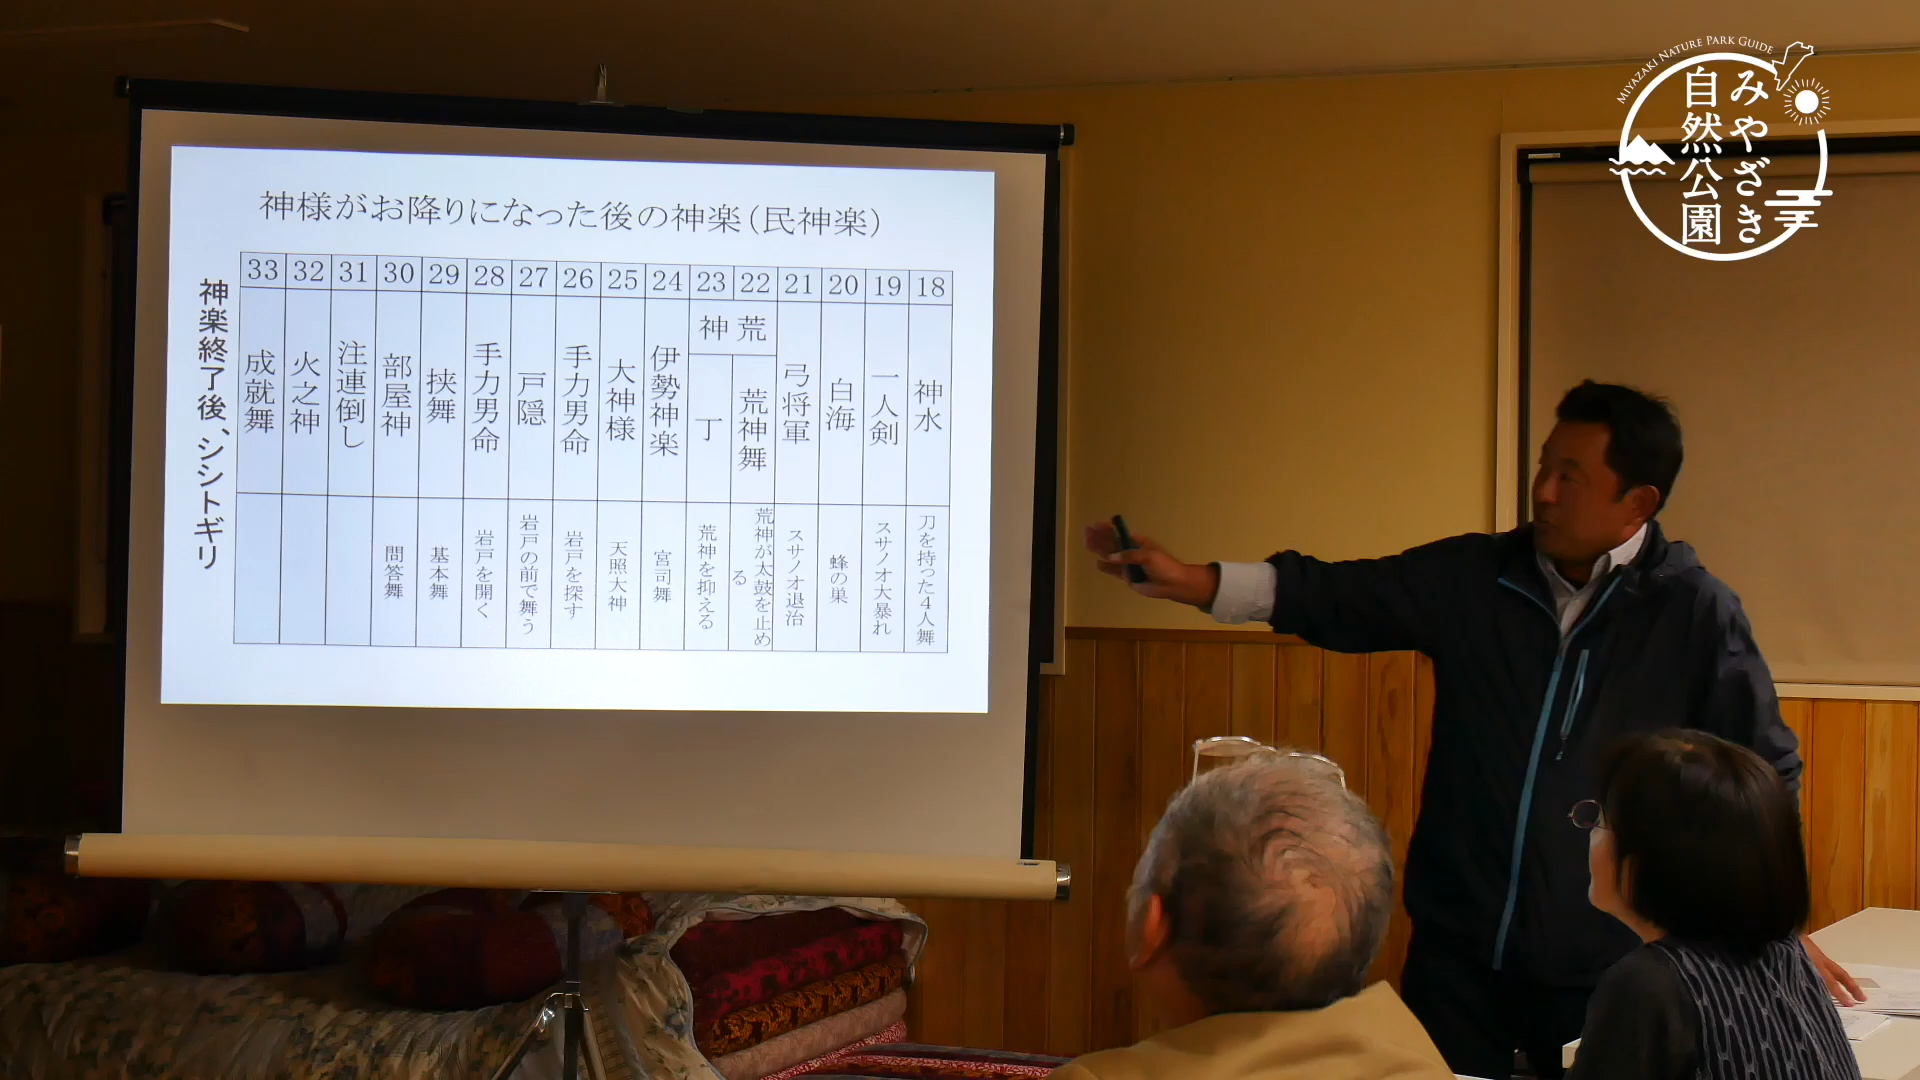 神様がお降りになった後の神楽（民神楽）
33 32 31 30 29 28 27 26 25 24 23 22 21 20 19 18
神水
刀を持った４人舞
一人剣
スサノオ大暴れ
白海
蜂の巣
弓将軍
スサノオ退治
荒神
荒神舞
荒神が太鼓を止め
る
丁
荒神を抑える
伊勢神楽
宮司舞
大神様
天照大神
手力男命
岩戸を探す
戸隠
岩戸の前で舞う
手力男命
岩戸を開く
挟舞
基本舞
部屋神
問答舞
注連倒し
火之神
成就舞
神楽終了後、シシトギリ
MIYAZAKI NATURE PARK GUIDE
みやざき
自然公園